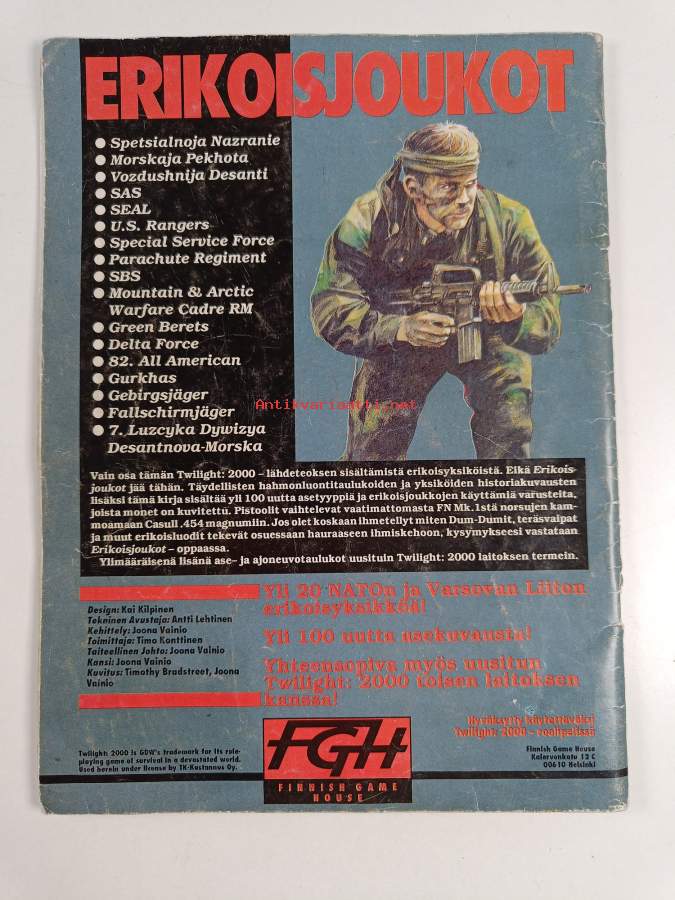 ERIKOISJOUKOT
● Spetsialnoja Nazranie
● Morskaja Pekhota
● Vozdushnija Desanti
● SAS
● SEAL
● U.S. Rangers
● Special Service Force
● Parachute Regiment
● SBS
● Mountain & Arctic
Warfare Cadre RM
● Green Berets
● Delta Force
● 82. All American
● Gurkhas
● Gebirgsjäger
● Fallschirmjäger
● 7. Luzcyka Dywizya
Desantnova-Morska
Antikvariaatti.net
Vain osa tämän Twilight: 2000 – lähdeteoksen sisältämistä erikoisyksiköistä. Eikä Erikois-
joukot jää tähän. Täydellisten hahmonluontitaulukoiden ja yksiköiden historiakuvausten
lisäksi tämä kirja sisältää yli 100 uutta asetyyppiä ja erikoisjoukkojen käyttämiä varusteita,
joista monet on kuvitettu. Pistoolit vaihtelevat vaatimattomasta FN Mk.1stä norsujen kam-
moamaan Casull .454 magnumiin. Jos olet koskaan ihmetellyt miten Dum-Dumit, teräsvaipat
ja muut erikoisluodit tekevät osuessaan hauraaseen ihmiskehoon, kysymykseesi vastataan
Erikoisjoukot – oppaassa.
Ylimääräisenä lisänä ase– ja ajoneuvotaulukot uusituin Twilight: 2000 laitoksen termein.
Yli 20 NATOn ja Varsovan Liiton
erikoisyksikköä!
Yli 100 uutta asekuvausta!
Yhteensopiva myös uusitun
Twilight: 2000 toisen laitoksen
kanssa!
Design: Kai Kilpinen
Tekninen Avustaja: Antti Lehtinen
Kehittely: Joona Vainio
Toimittaja: Timo Konttinen
Taiteellinen Johto: Joona Vainio
Kansi: Joona Vainio
Kuvitus: Timothy Bradstreet, Joona
Vainio
Hyväksytty käytettäväksi
Twilight: 2000 – roolipelissä
Twilight: 2000 is GDW's trademark for its role-
playing game of survival in a devastated world.
Used herein under license by TK-Kustannus Oy.
FGH
FINNISH GAME
HOUSE
Finnish Game House
Kalervonkatu 12 C
00610 Helsinki